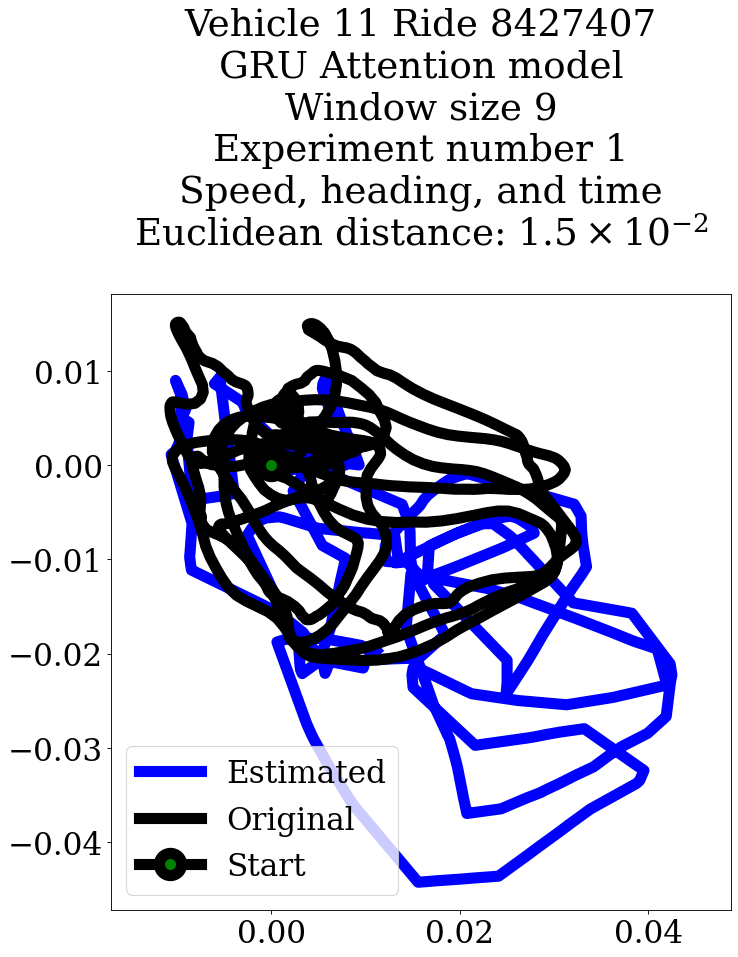 Vehicle 11 Ride 8427407
GRU Attention model
Window size 9
Experiment number 1
Speed, heading, and time
Euclidean distance: 1.5 × 10⁻²
0.01
0.00
−0.01
−0.02
−0.03
−0.04
Estimated
Original
Start
0.00 0.02 0.04